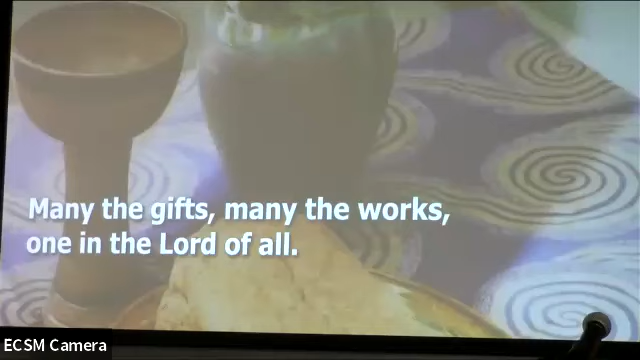 Many the gifts, many the works,
one in the Lord of all.
ECSM Camera